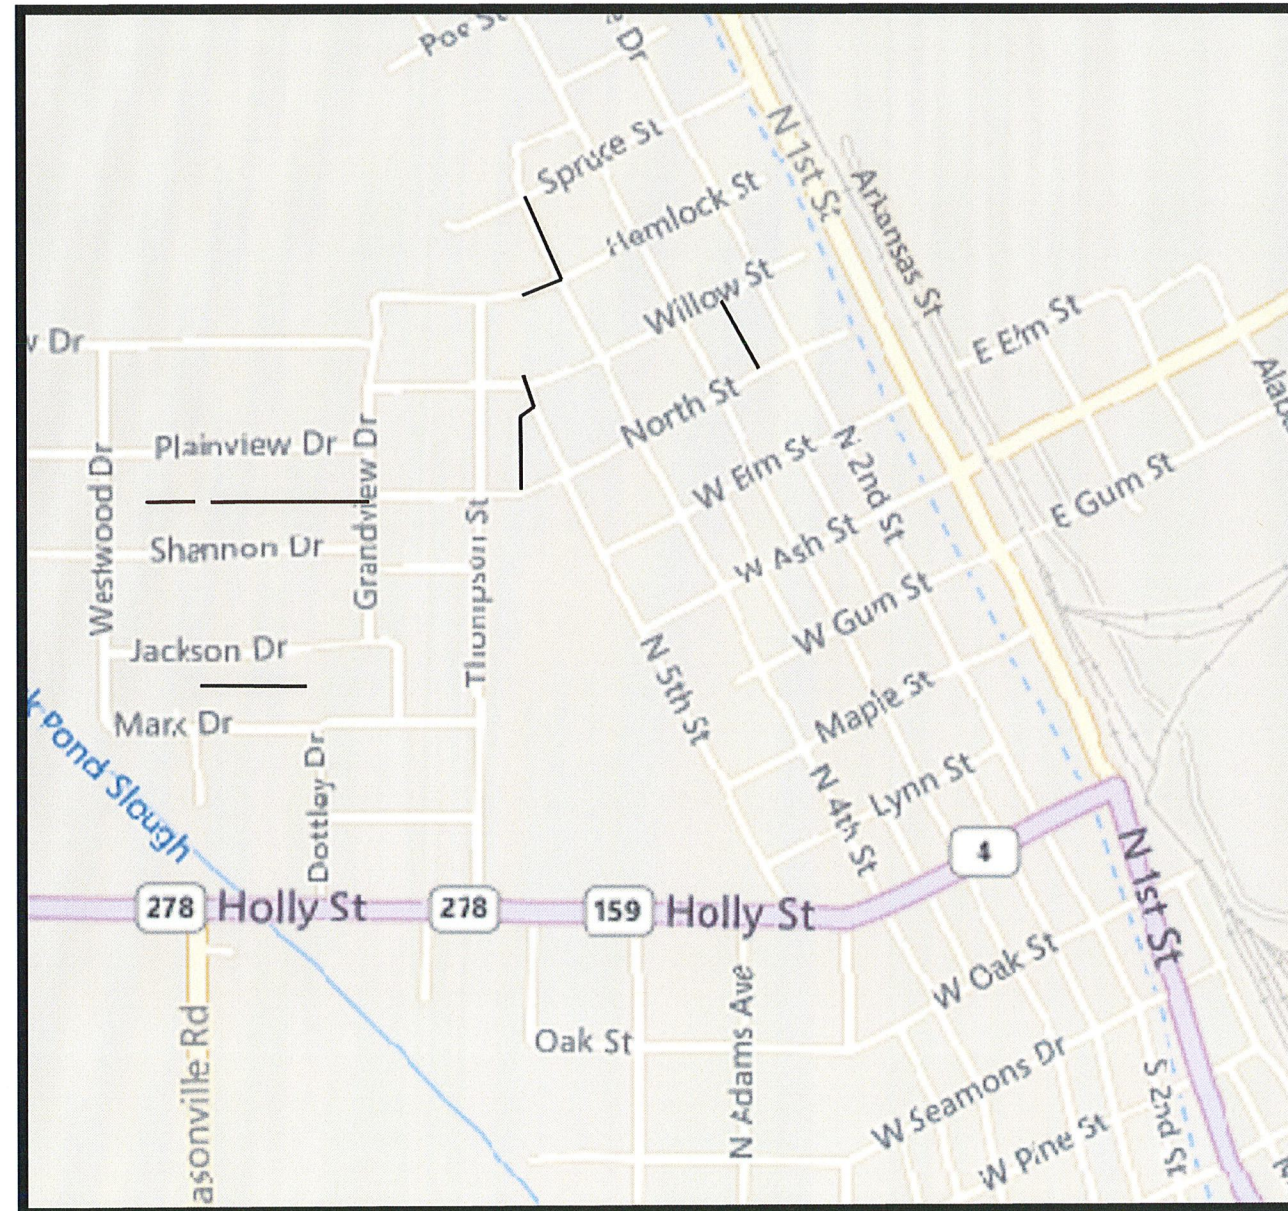 Poe St
e Dr
Spruce St
N 1st St
Hemlock St
Arkansas St
Willow St
E Elm St
w Dr
North St
Plainview Dr
Grandview Dr
Westwood Dr
W Elm St
N 2nd St
E Gum St
Shannon Dr
Thompson St
W Ash St
W Gum St
Jackson Dr
N 5th St
Mark Dr
Maple St
k Pond Slough
Dottley Dr
N 4th St
Lynn St
4
N 1st St
278
Holly St
278
159
Holly St
W Oak St
Oak St
N Adams Ave
asonville Rd
W Seamons Dr
S 2nd St
W Pine St